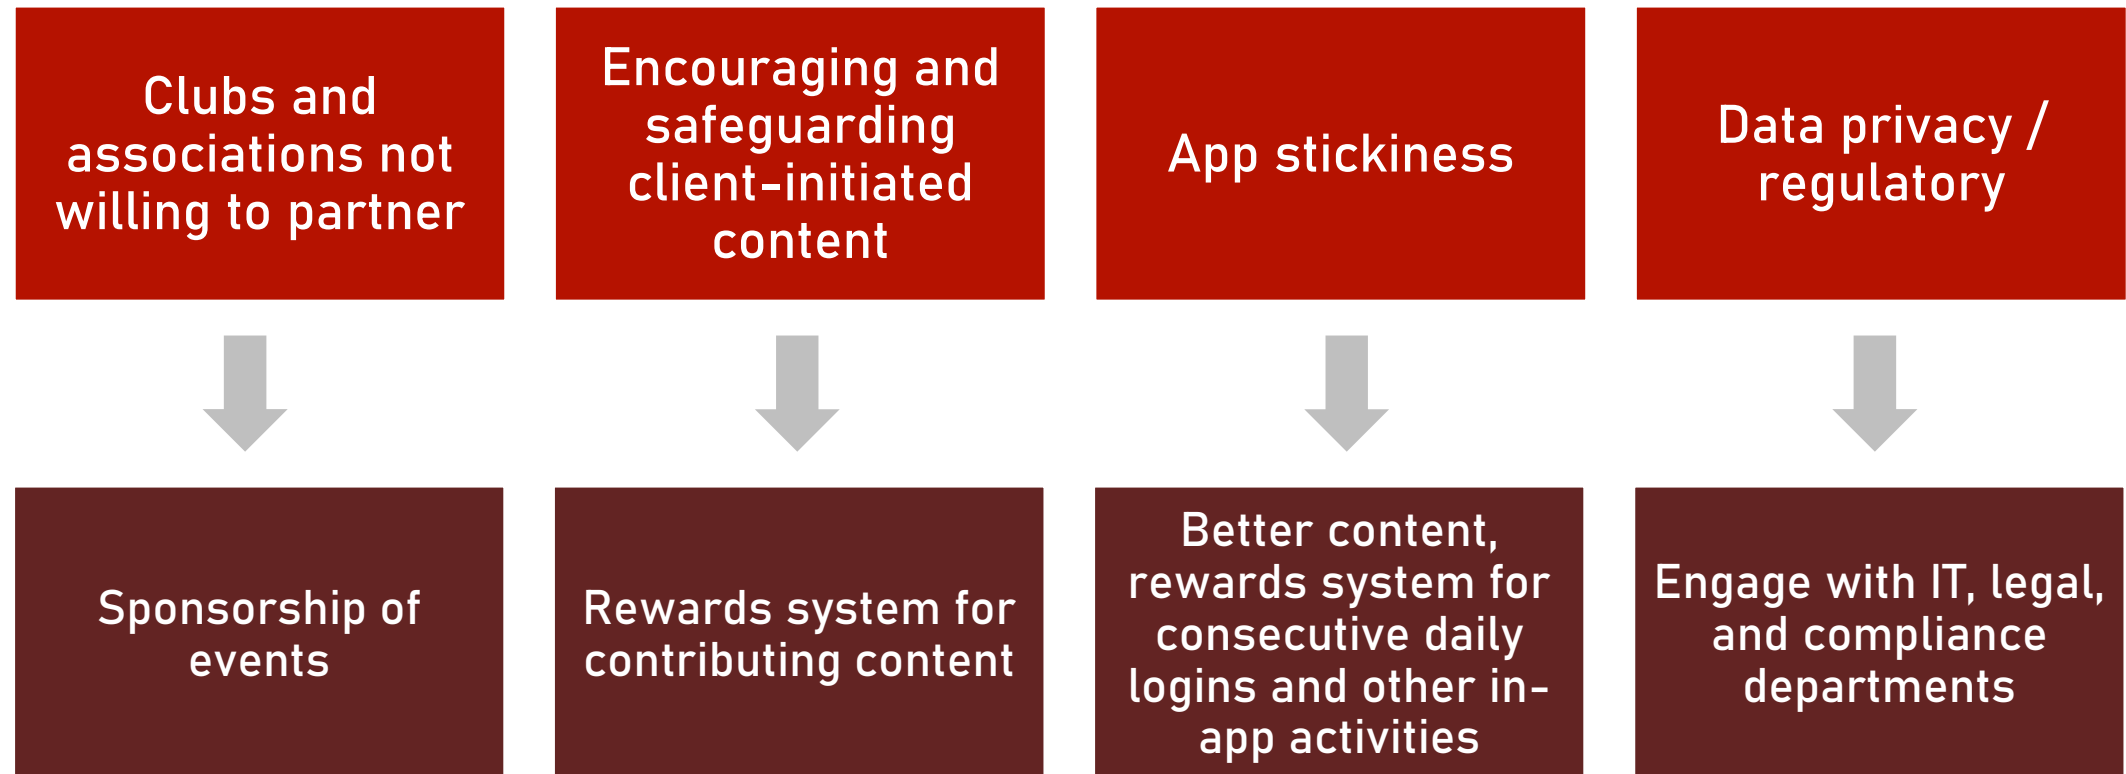 Clubs and
associations not
willing to partner
Encouraging and
safeguarding
client-initiated
content
App stickiness
Data privacy /
regulatory
Sponsorship of
events
Rewards system for
contributing content
Better content,
rewards system for
consecutive daily
logins and other in-
app activities
Engage with IT, legal,
and compliance
departments